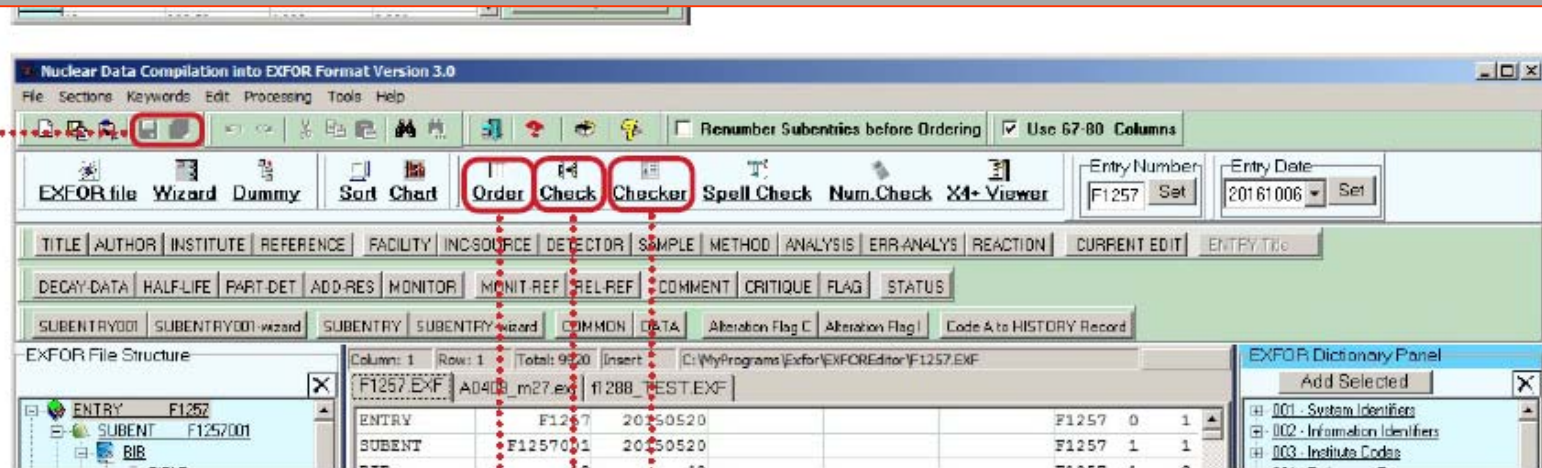 Nuclear Data Compilation into EXFOR Format Version 3.0
File Sections Keywords Edit Processing Tools Help
Renumber Subentries before Ordering Use 67-80 Columns
EXFOR file Wizard Dummy Sort Chart Order Check Checker Spell Check Num.Check X4+ Viewer
Entry Number
F1257 Set
Entry Date
20161006 Set
TITLE AUTHOR INSTITUTE REFERENCE FACILITY INC-SOURCE DETECTOR SAMPLE METHOD ANALYSIS ERR-ANALYS REACTION CURRENT EDIT ENTRY Title
DECAY-DATA HALF-LIFE PART-DET ADD-RES MONITOR MONIT-REF REL-REF COMMENT CRITIQUE FLAG STATUS
SUBENTRY001 SUBENTRY001-wizard SUBENTRY SUBENTRY-wizard COMMON DATA Alteration Flag C Alteration Flag I Code A to HISTORY Record
EXFOR File Structure
ENTRY F1257
SUBENT F1257001
BIB
Column: 1 Row: 1 Total: 9920 Insert C:\MyPrograms\Exfor\EXFOREditor\F1257.EXF
F1257.EXF A0409_m27.exf f1288_TEST.EXF
ENTRY F1257 20150520 F1257 0 1
SUBENT F1257001 20150520 F1257 1 1
EXFOR Dictionary Panel
Add Selected
001 - System Identifiers
002 - Information Identifiers
003 - Institute Codes